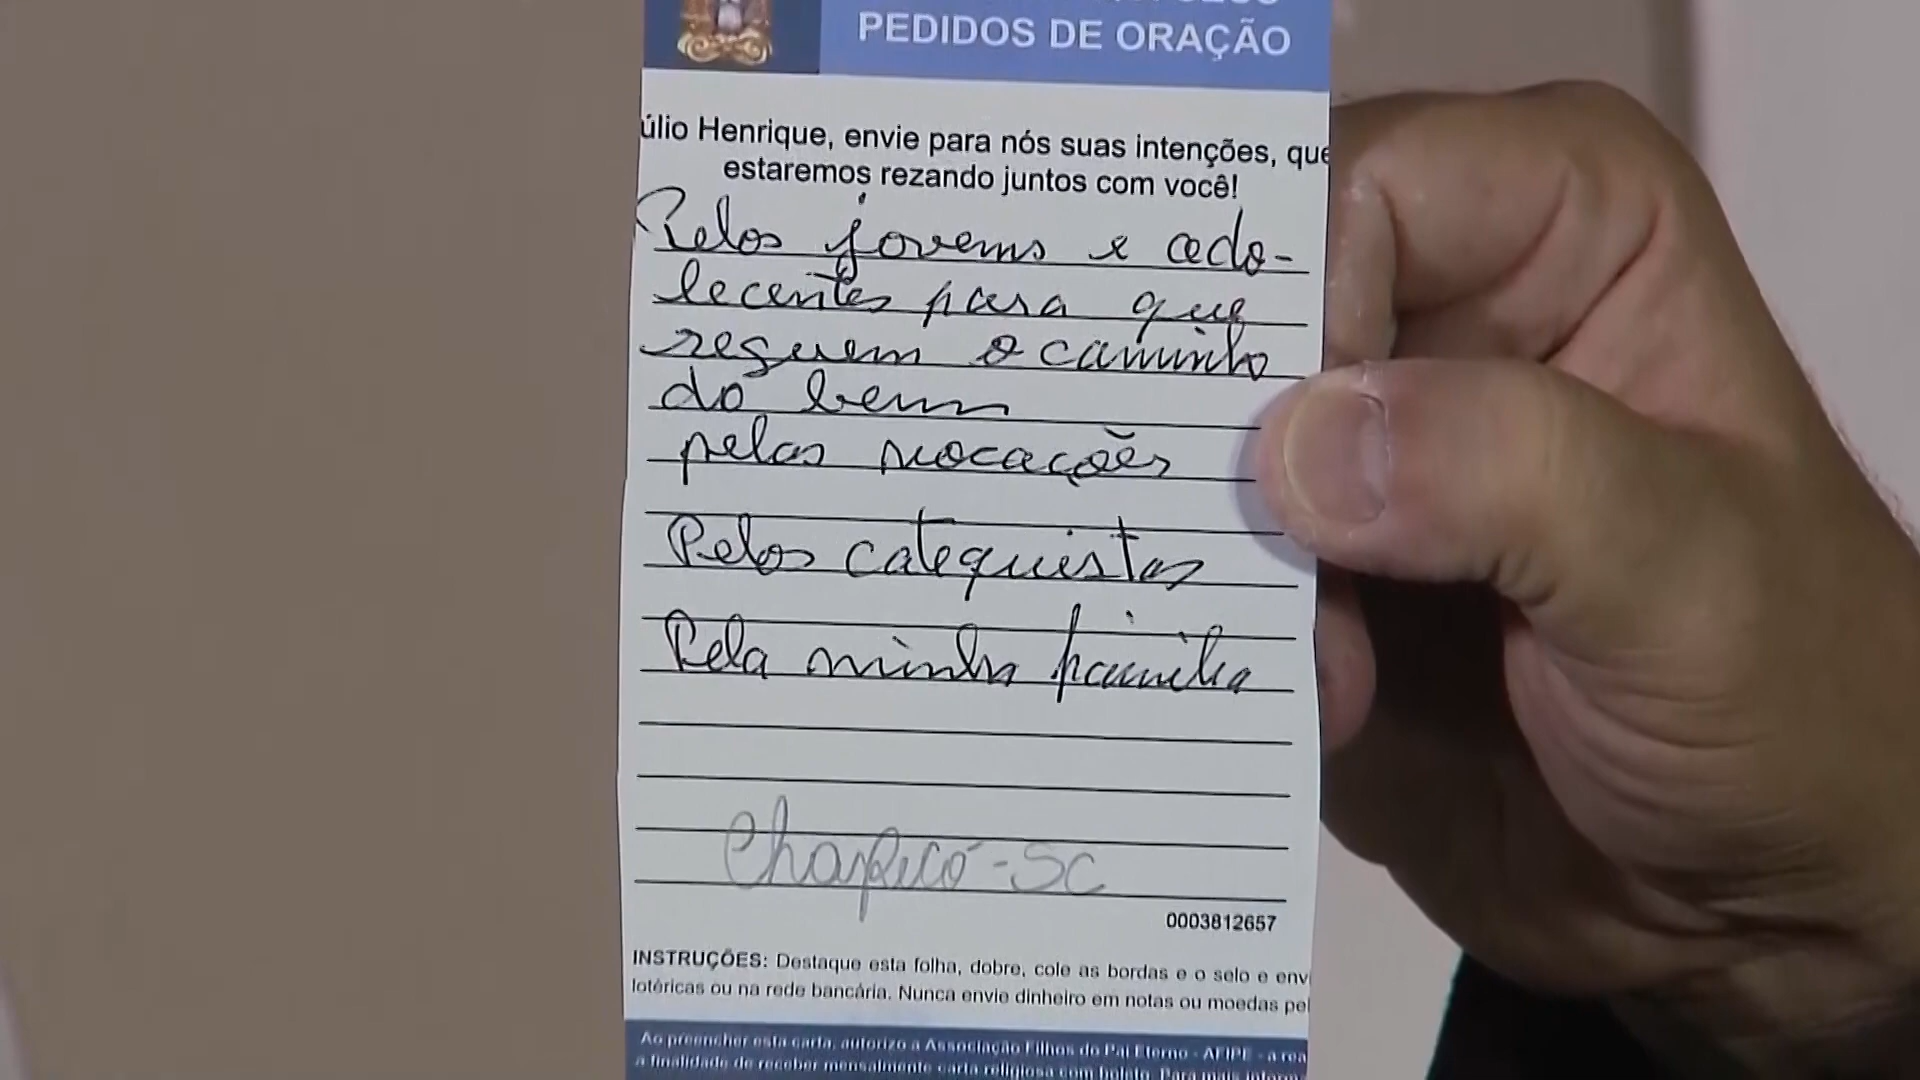 PEDIDOS DE ORAÇÃO
úlio Henrique, envie para nós suas intenções, que
estaremos rezando juntos com você!
Pelos jovens e ado-
lecentes para que
seguem o caminho
do bem
pelas vocações
Pelos catequistas
Pela minha familia
Chapecó-SC
0003812657
INSTRUÇÕES: Destaque esta folha, dobre, cole as bordas e o selo e envi
lotéricas ou na rede bancária. Nunca envie dinheiro em notas ou moedas pel
Ao preencher esta carta, autorizo a Associação Filhos do Pai Eterno - AFIPE - a rea
a finalidade de receber mensalmente carta religiosa com boleto. Para mais inform